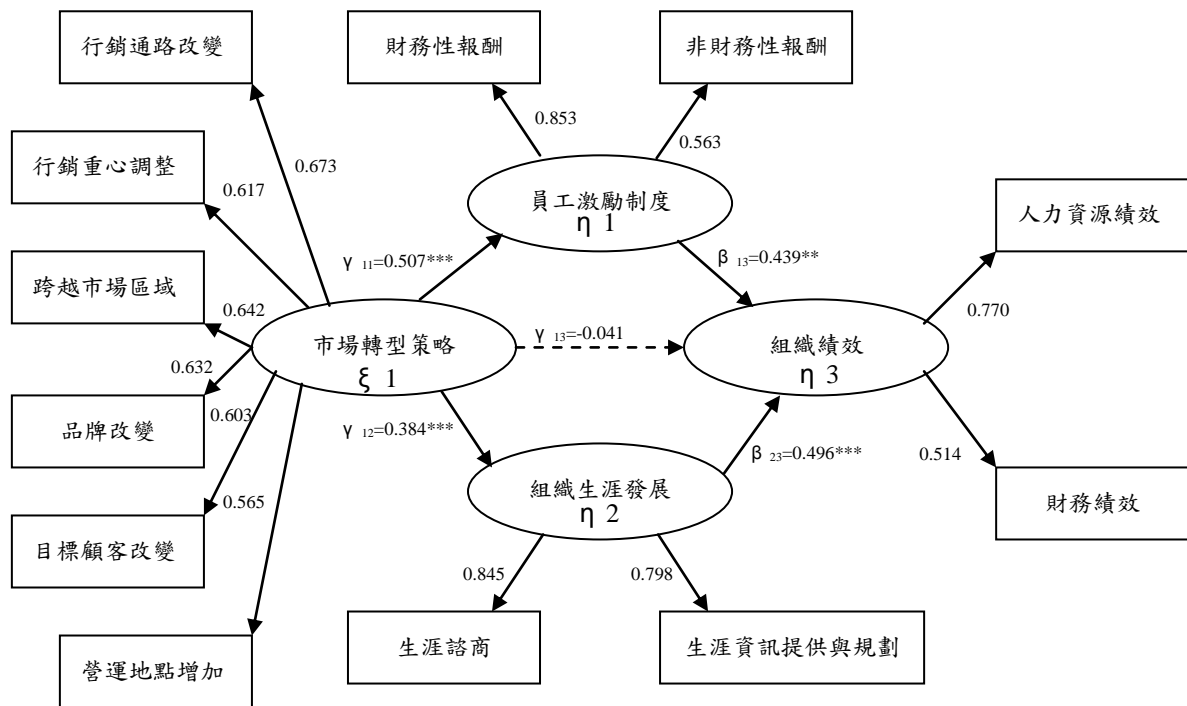 行銷通路改變
財務性報酬
非財務性報酬
0.853
0.563
行銷重心調整
0.673
0.617
員工激勵制度
η 1
人力資源績效
γ 11=0.507***
β 13=0.439**
跨越市場區域
0.642
0.770
市場轉型策略
ξ 1
γ 13=-0.041
組織績效
η 3
0.632
品牌改變
0.603
γ 12=0.384***
β 23=0.496***
0.514
組織生涯發展
η 2
財務績效
0.565
目標顧客改變
0.845
0.798
營運地點增加
生涯諮商
生涯資訊提供與規劃